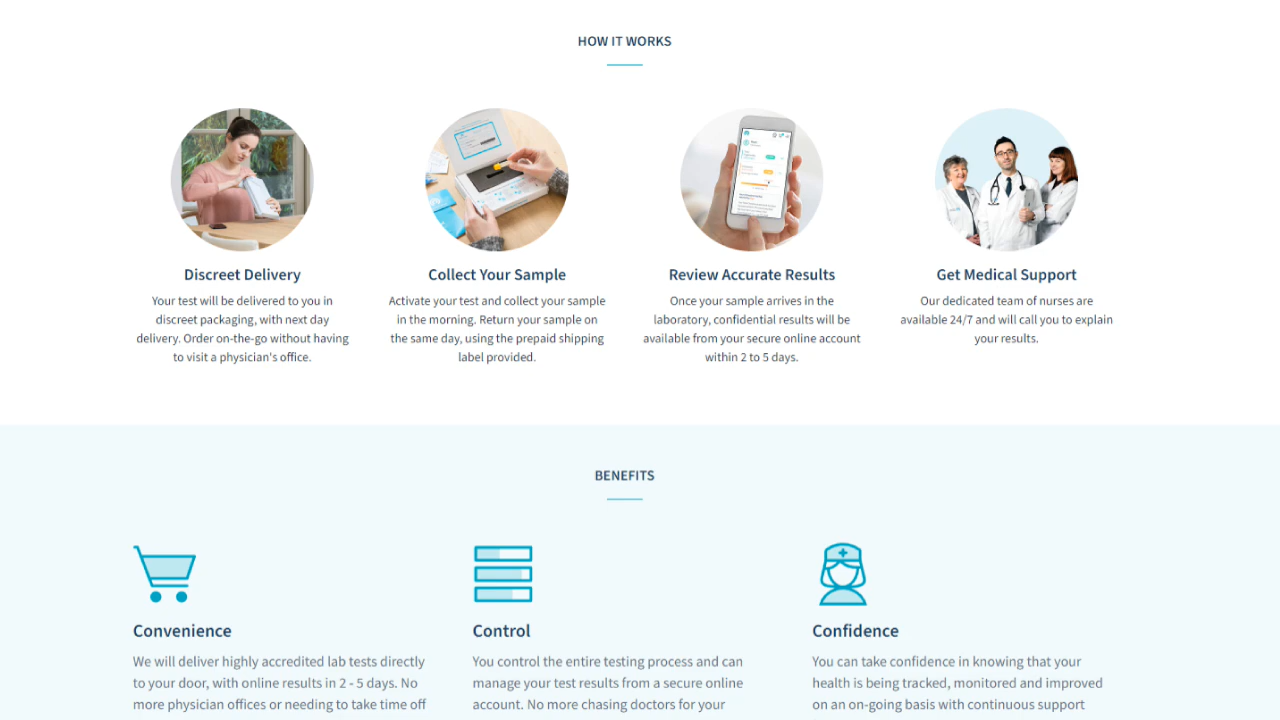 HOW IT WORKS
Discreet Delivery
Your test will be delivered to you in
discreet packaging, with next day
delivery. Order on-the-go without having
to visit a physician's office.
Collect Your Sample
Activate your test and collect your sample
in the morning. Return your sample on
the same day, using the prepaid shipping
label provided.
Review Accurate Results
Once your sample arrives in the
laboratory, confidential results will be
available from your secure online account
within 2 to 5 days.
Get Medical Support
Our dedicated team of nurses are
available 24/7 and will call you to explain
your results.
BENEFITS
Convenience
We will deliver highly accredited lab tests directly
to your door, with online results in 2 - 5 days. No
more physician offices or needing to take time off
Control
You control the entire testing process and can
manage your test results from a secure online
account. No more chasing doctors for your
Confidence
You can take confidence in knowing that your
health is being tracked, monitored and improved
on an on-going basis with continuous support